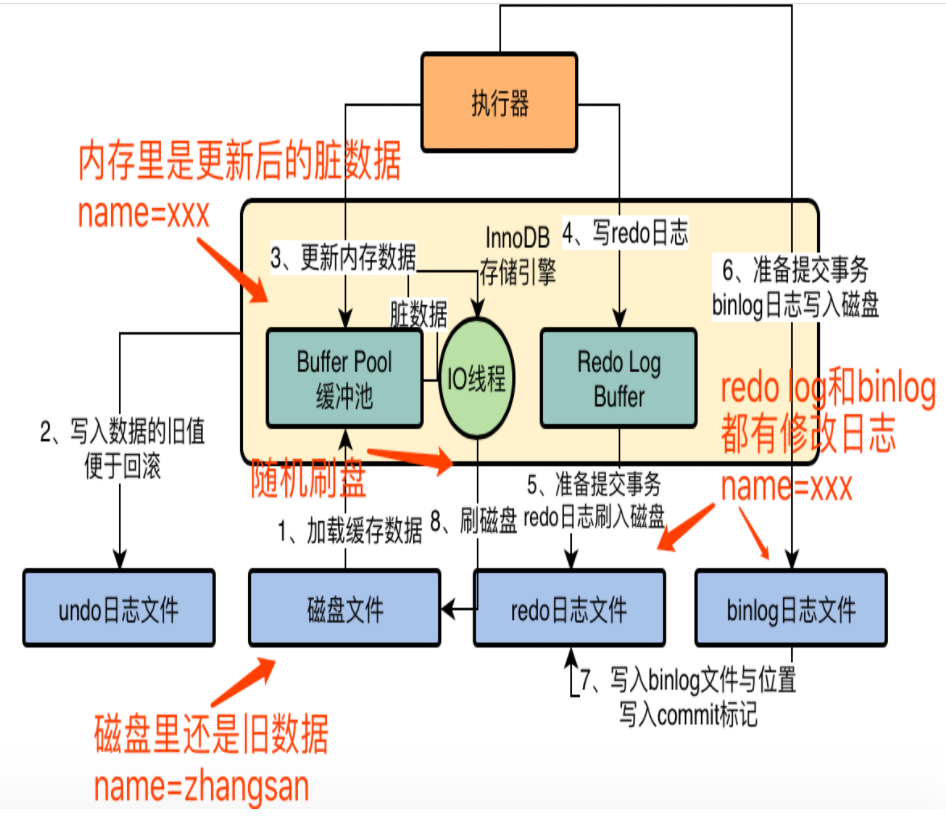 执行器
内存里是更新后的脏数据
name=xxx
3、更新内存数据
InnoDB
存储引擎
4、写redo日志
6、准备提交事务
binlog日志写入磁盘
脏数据
Buffer Pool
缓冲池
IO线程
Redo Log
Buffer
redo log和binlog
都有修改日志
name=xxx
2、写入数据的旧值
便于回滚
随机刷盘
1、加载缓存数据
8、刷磁盘
5、准备提交事务
redo日志刷入磁盘
undo日志文件
磁盘文件
redo日志文件
binlog日志文件
7、写入binlog文件与位置
写入commit标记
磁盘里还是旧数据
name=zhangsan